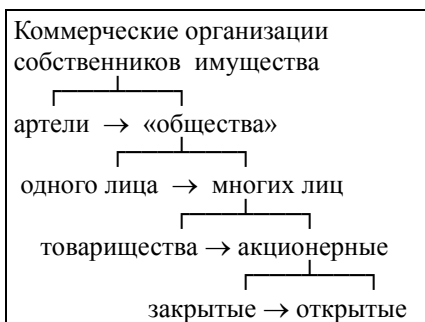 Коммерческие организации
собственников имущества
артели → «общества»
одного лица → многих лиц
товарищества → акционерные
закрытые → открытые